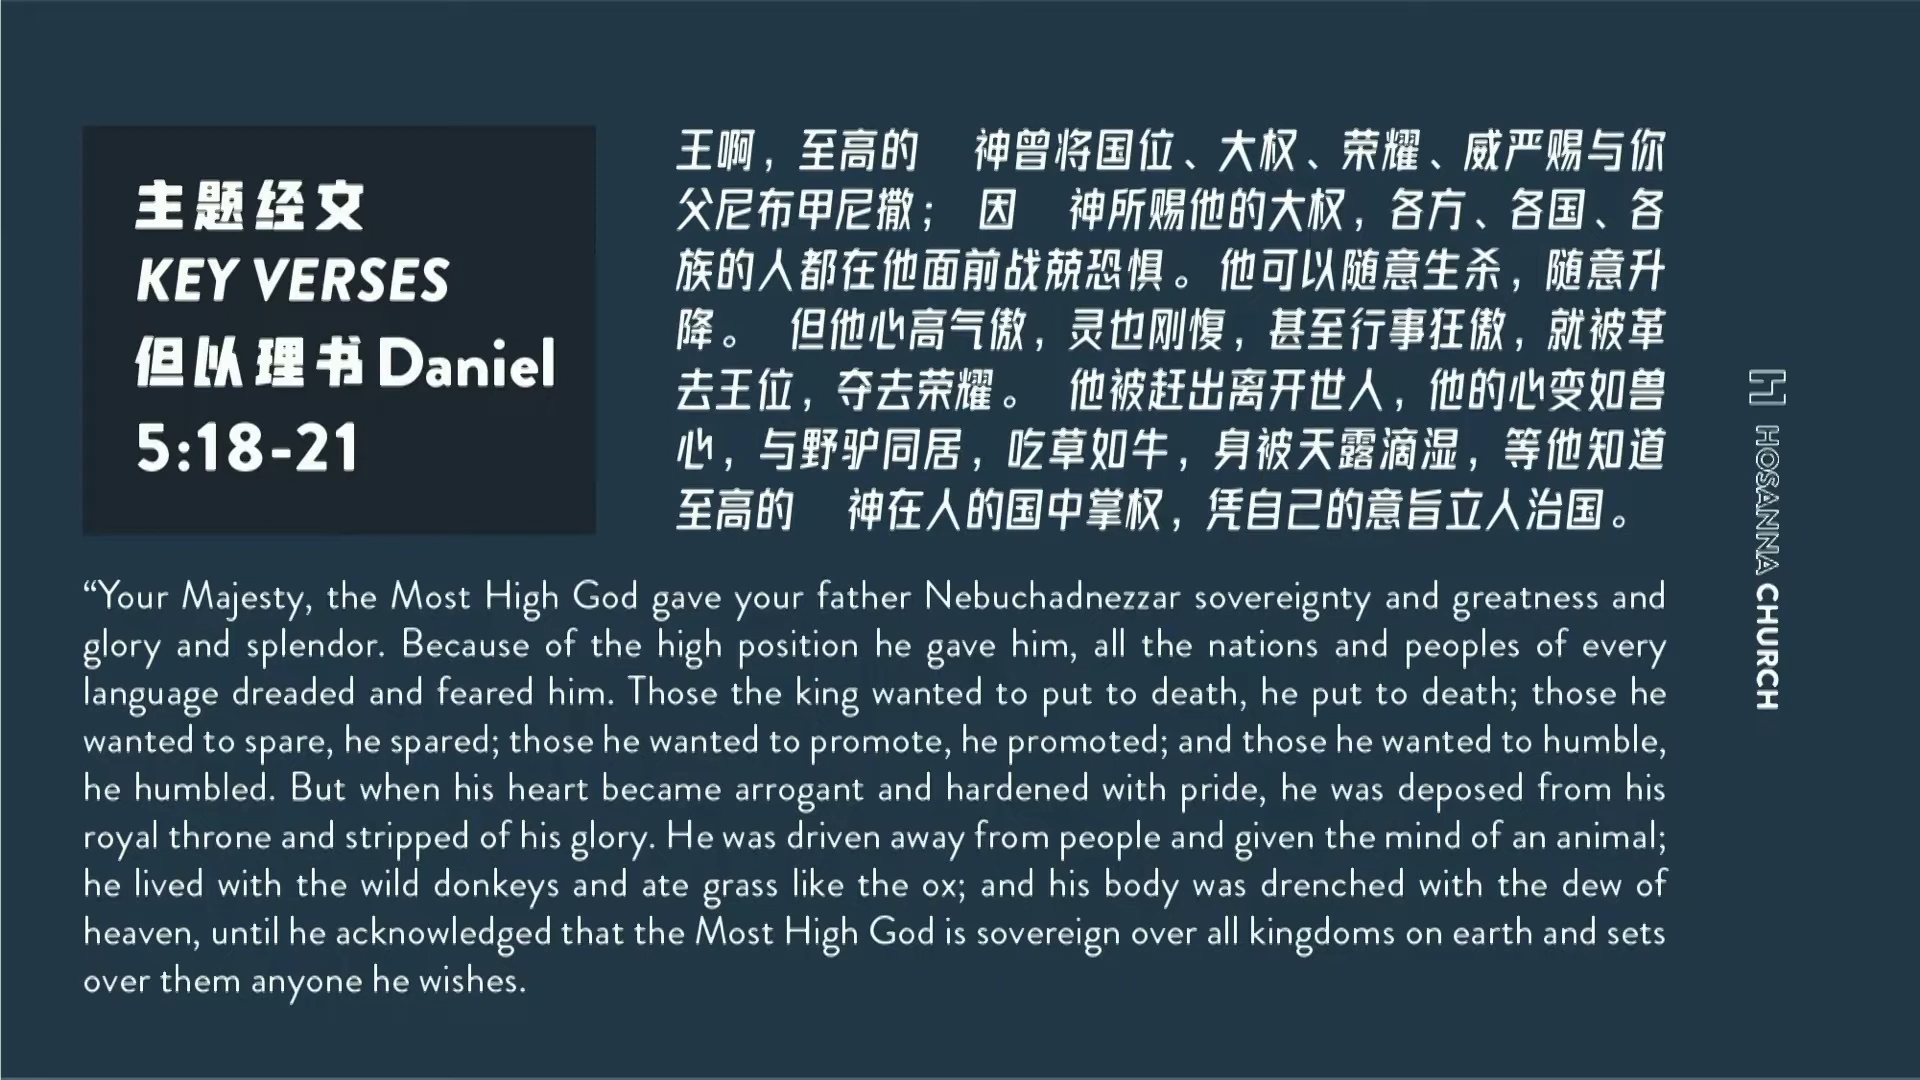 主题经文
KEY VERSES
但以理书Daniel
5:18-21
王啊，至高的　神曾将国位、大权、荣耀、威严赐与你
父尼布甲尼撒； 因　神所赐他的大权，各方、各国、各
族的人都在他面前战兢恐惧。他可以随意生杀，随意升
降。 但他心高气傲，灵也刚愎，甚至行事狂傲，就被革
去王位，夺去荣耀。 他被赶出离开世人，他的心变如兽
心，与野驴同居，吃草如牛，身被天露滴湿，等他知道
至高的　神在人的国中掌权，凭自己的意旨立人治国。
“Your Majesty, the Most High God gave your father Nebuchadnezzar sovereignty and greatness and
glory and splendor. Because of the high position he gave him, all the nations and peoples of every
language dreaded and feared him. Those the king wanted to put to death, he put to death; those he
wanted to spare, he spared; those he wanted to promote, he promoted; and those he wanted to humble,
he humbled. But when his heart became arrogant and hardened with pride, he was deposed from his
royal throne and stripped of his glory. He was driven away from people and given the mind of an animal;
he lived with the wild donkeys and ate grass like the ox; and his body was drenched with the dew of
heaven, until he acknowledged that the Most High God is sovereign over all kingdoms on earth and sets
over them anyone he wishes.
h HOSANNA CHURCH